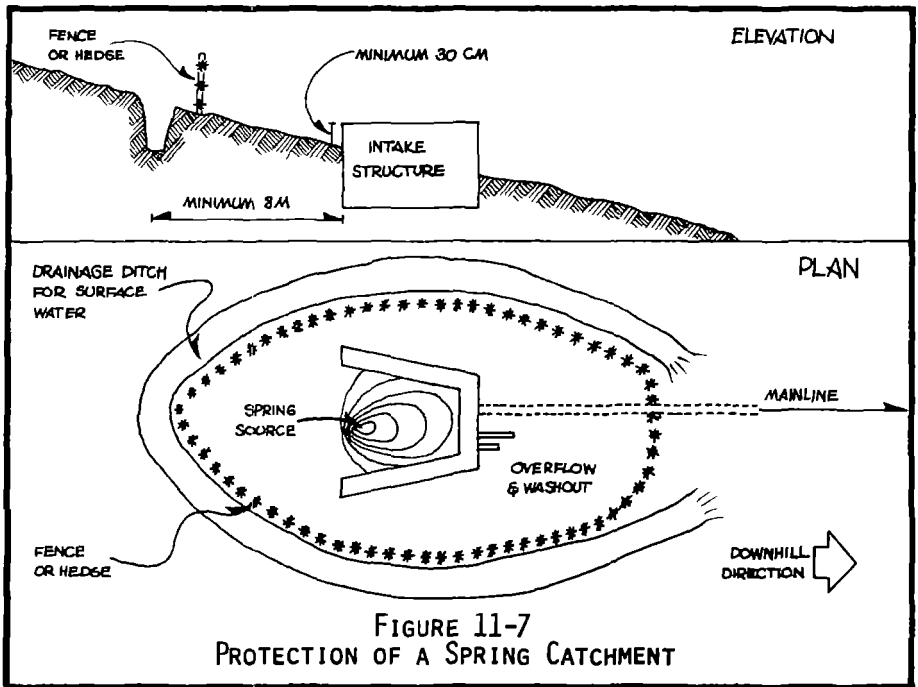 FENCE
OR HEDGE
MINIMUM 30 CM
ELEVATION
INTAKE
STRUCTURE
MINIMUM 8M
DRAINAGE DITCH
FOR SURFACE
WATER
PLAN
MAINLINE
SPRING
SOURCE
OVERFLOW
& WASHOUT
FENCE
OR HEDGE
DOWNHILL
DIRECTION
FIGURE 11-7
PROTECTION OF A SPRING CATCHMENT